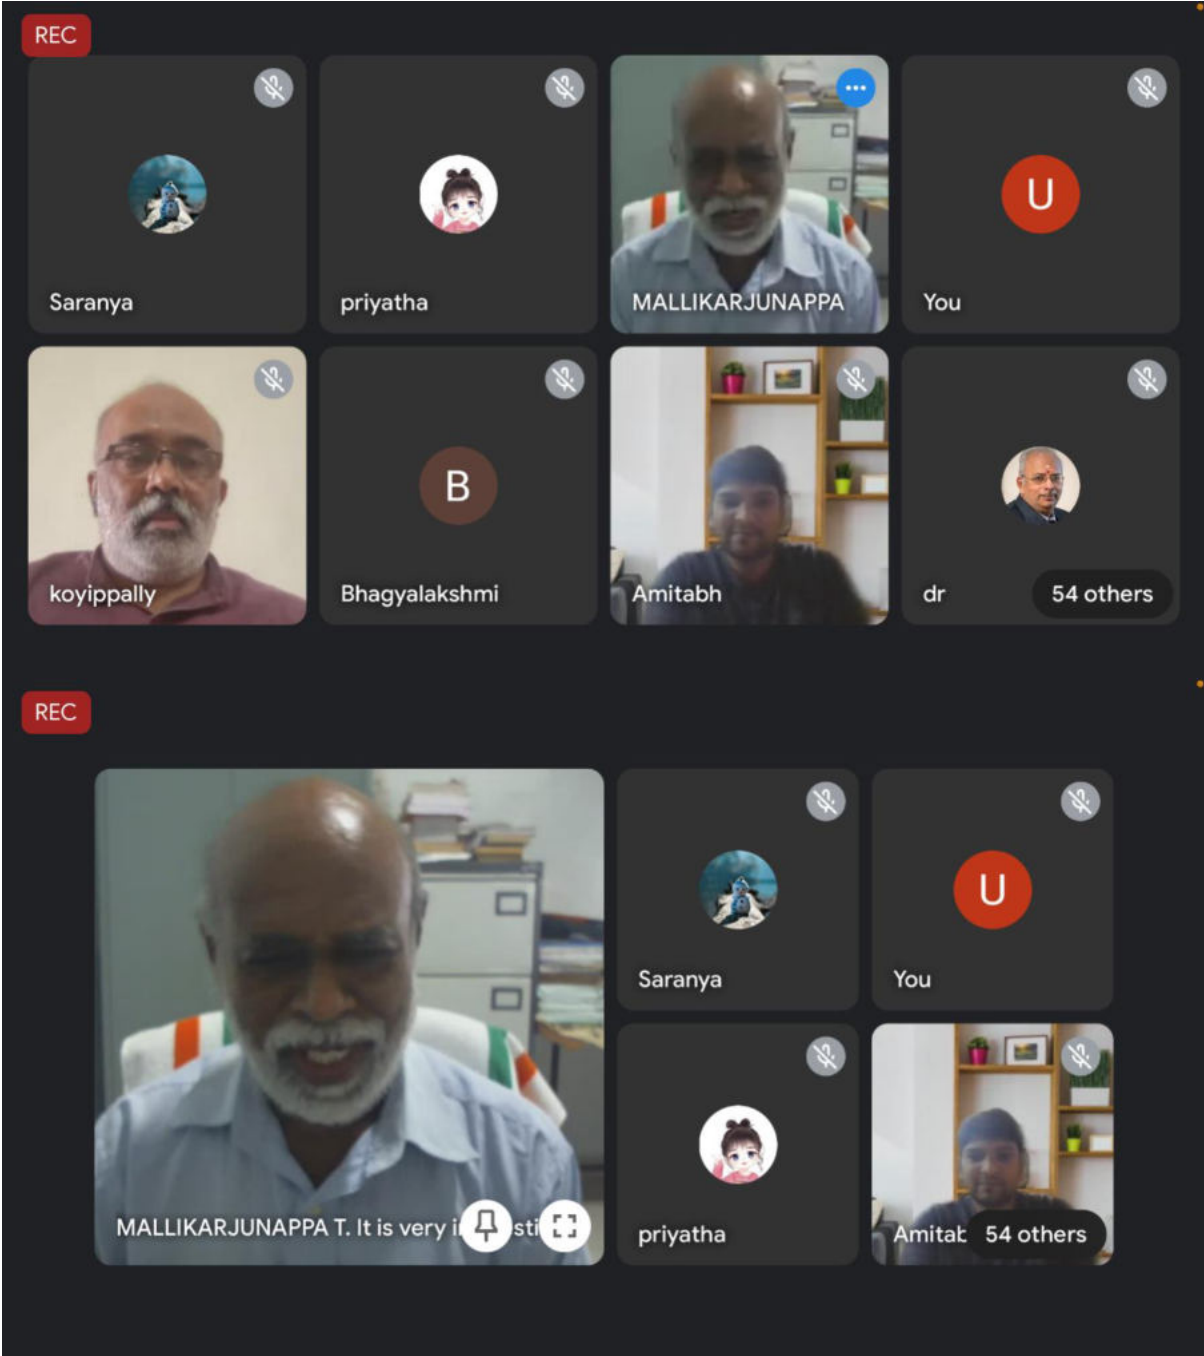 REC
Saranya
priyatha
MALLIKARJUNAPPA
U
You
koyippally
B
Bhagyalakshmi
Amitabh
dr
54 others
REC
MALLIKARJUNAPPA T. It is very
Saranya
U
You
priyatha
54 others